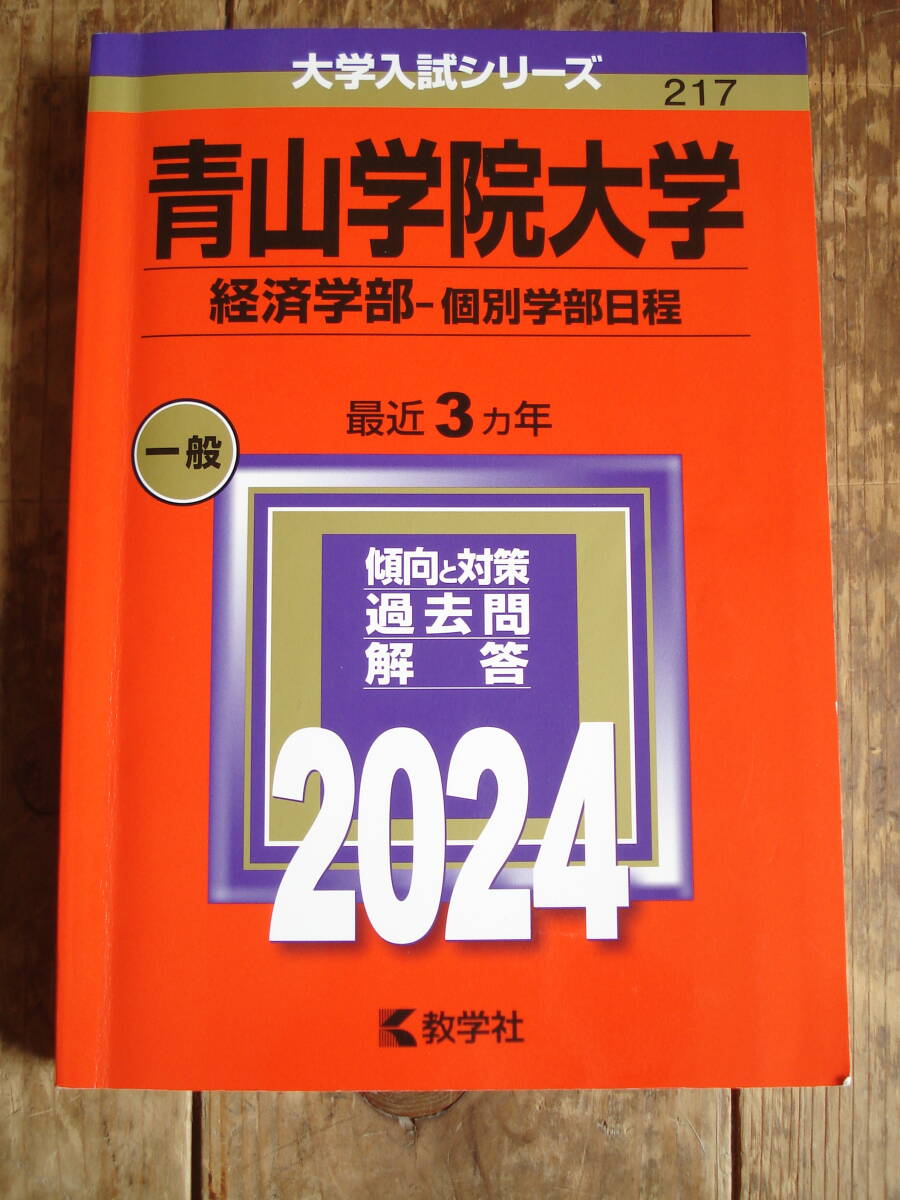 大学入試シリーズ
217
青山学院大学
経済学部-個別学部日程
最近3カ年
一般
傾向と対策
過去問
解答
2024
教学社